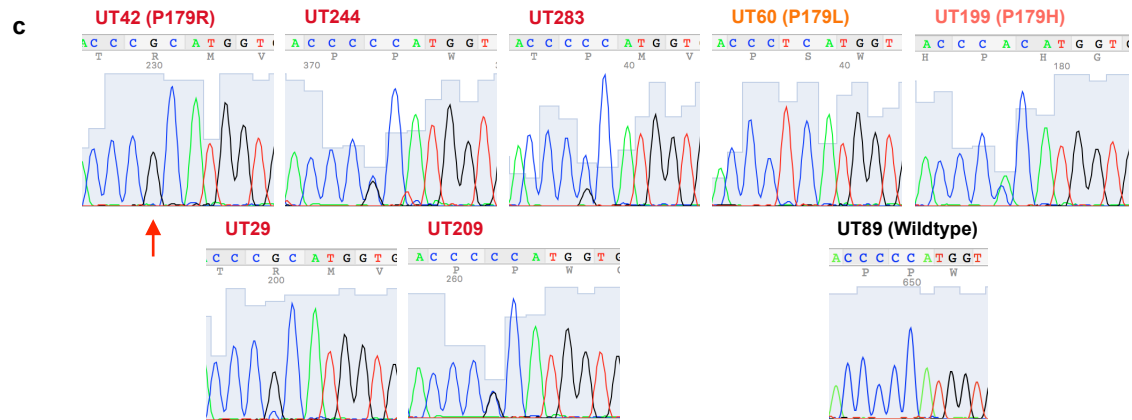 c
UT42 (P179R) UT244 UT283 UT60 (P179L) UT199 (P179H)
A C C C G C A T G G T G A C C C C C A T G G T A C C C C C A T G G T A C C C T C A T G G T A C C C A C A T G G T G
T R M V P P W T P M V P S W H P H G
230 370 40 40 180
UT29 UT209 UT89 (Wildtype)
C C C G C A T G G T G A C C C C C A T G G T G A C C C C C A T G G T
T R M V P P W P P W
200 260 650